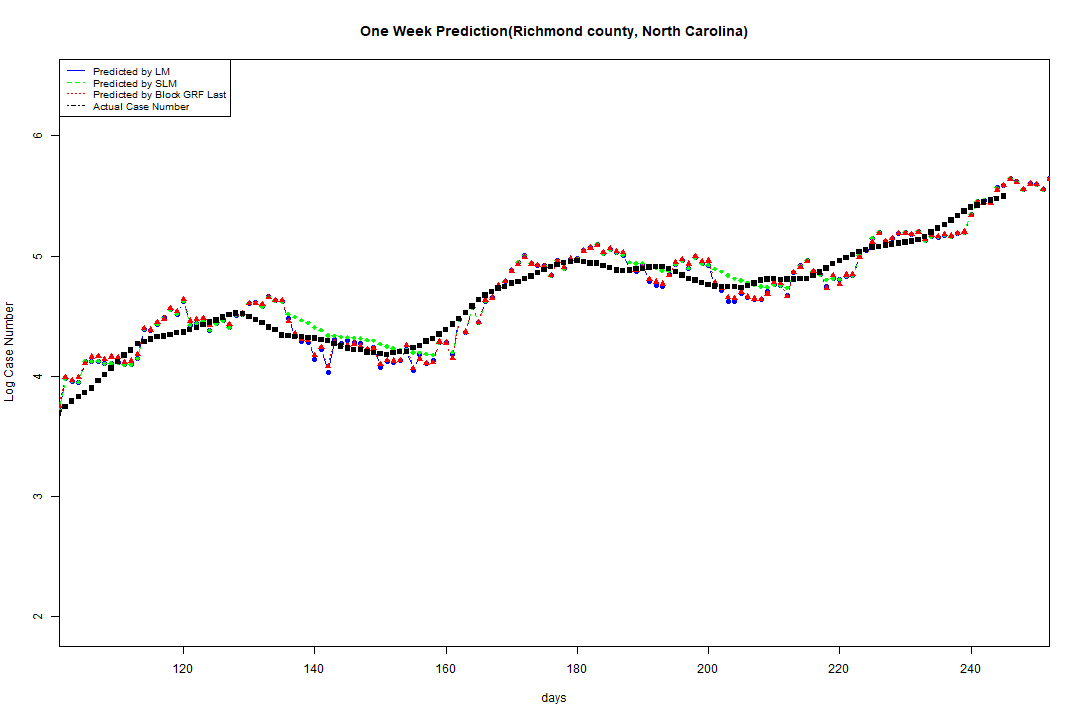 One Week Prediction(Richmond county, North Carolina)
Predicted by LM
Predicted by SLM
Predicted by Block GRF Last
Actual Case Number
6
5
4
3
2
Log Case Number
120 140 160 180 200 220 240
days